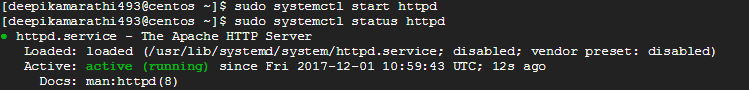 [deepikamarathi493@centos ~]$ sudo systemctl start httpd
[deepikamarathi493@centos ~]$ sudo systemctl status httpd
● httpd.service - The Apache HTTP Server
Loaded: loaded (/usr/lib/systemd/system/httpd.service; disabled; vendor preset: disabled)
Active: active (running) since Fri 2017-12-01 10:59:43 UTC; 12s ago
Docs: man:httpd(8)